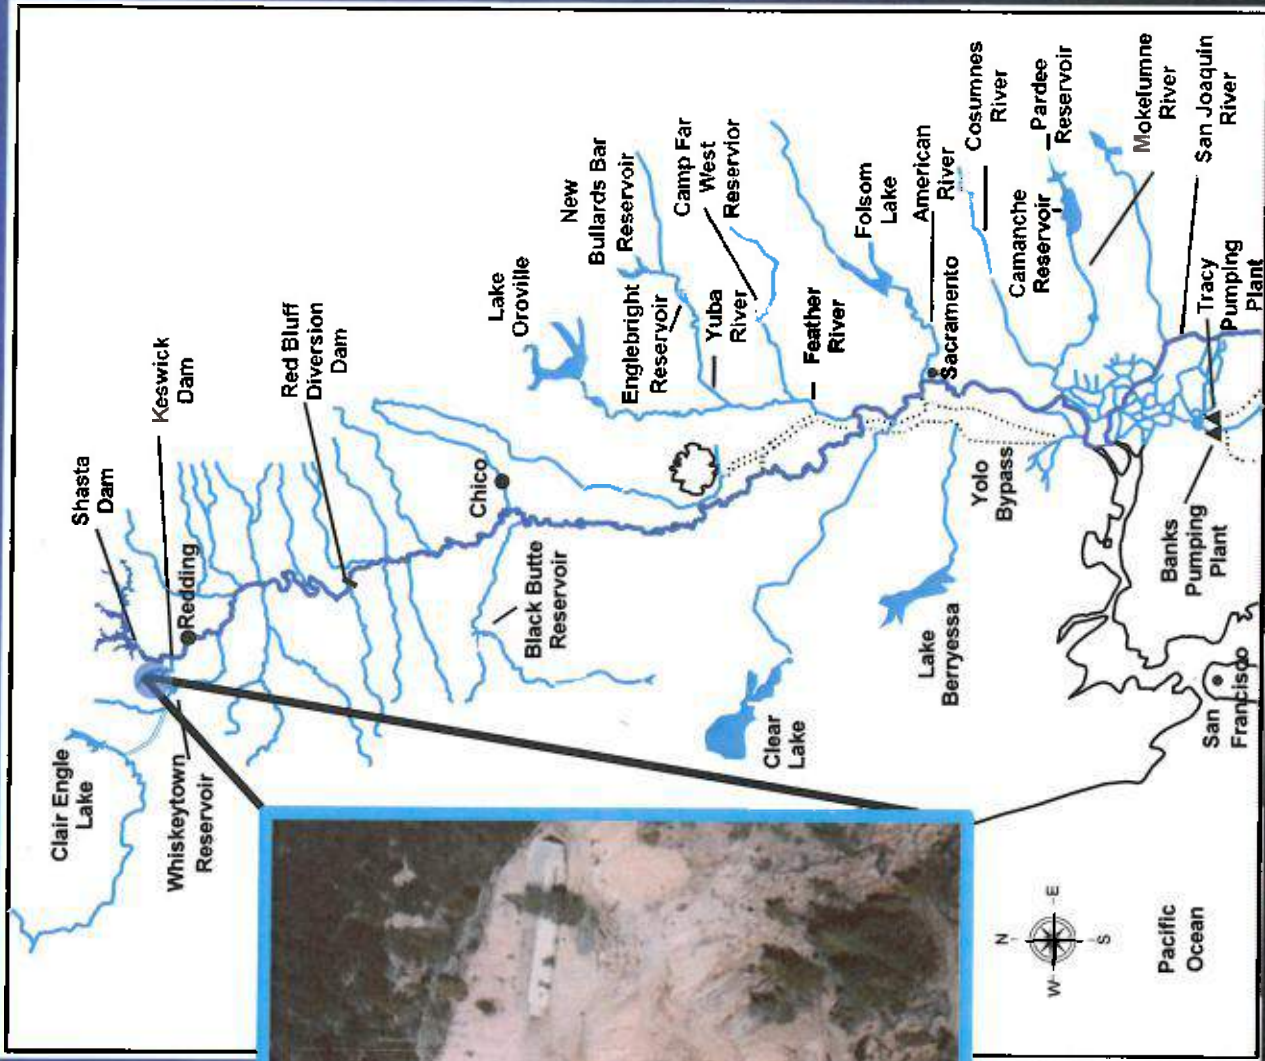 Shasta
Dam
Keswick
Dam
Clair Engle
Lake
Redding
Whiskeytown
Reservoir
Red Bluff
Diversion
Dam
Chico
Black Butte
Reservoir
Lake
Oroville
New
Bullards Bar
Reservoir
Englebright
Reservoir
Yuba
River
Camp Far
West
Reservior
Feather
River
Folsom
Lake
American
River
Sacramento
Cosumnes
River
Pardee
Reservoir
Camanche
Reservoir
Mokelumne
River
San Joaquin
River
Tracy
Pumping
Plant
Banks
Pumping
Plant
Yolo
Bypass
Lake
Berryessa
Clear
Lake
San
Francisco
Pacific
Ocean
N
W
E
S